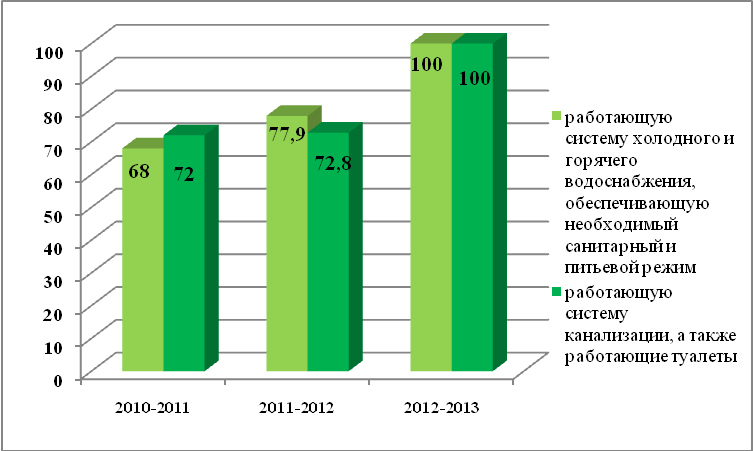 100
90
80
70
60
50
40
30
20
10
0
68
72
77,9
72,8
100
100
2010-2011
2011-2012
2012-2013
работающую
систему холодного и
горячего
водоснабжения,
обеспечивающую
необходимый
санитарный и
питьевой режим
работающую
систему
канализации, а также
работающие туалеты